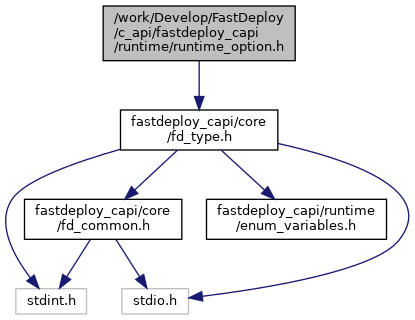 /work/Develop/FastDeploy
/c_api/fastdeploy_capi
/runtime/runtime_option.h
fastdeploy_capi/core
/fd_type.h
fastdeploy_capi/core
/fd_common.h
fastdeploy_capi/runtime
/enum_variables.h
stdint.h
stdio.h